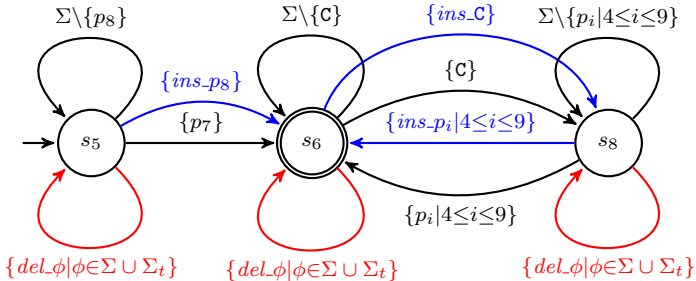 Σ\{p₈} Σ\{C} {ins_C} Σ\{pᵢ|4≤i≤9}
{ins_p₈} {C}
{p₇} {ins_pᵢ|4≤i≤9}
s₅ s₆ s₈
{pᵢ|4≤i≤9}
{del_ϕ|ϕ∈Σ ∪ Σₜ} {del_ϕ|ϕ∈Σ ∪ Σₜ} {del_ϕ|ϕ∈Σ ∪ Σₜ}